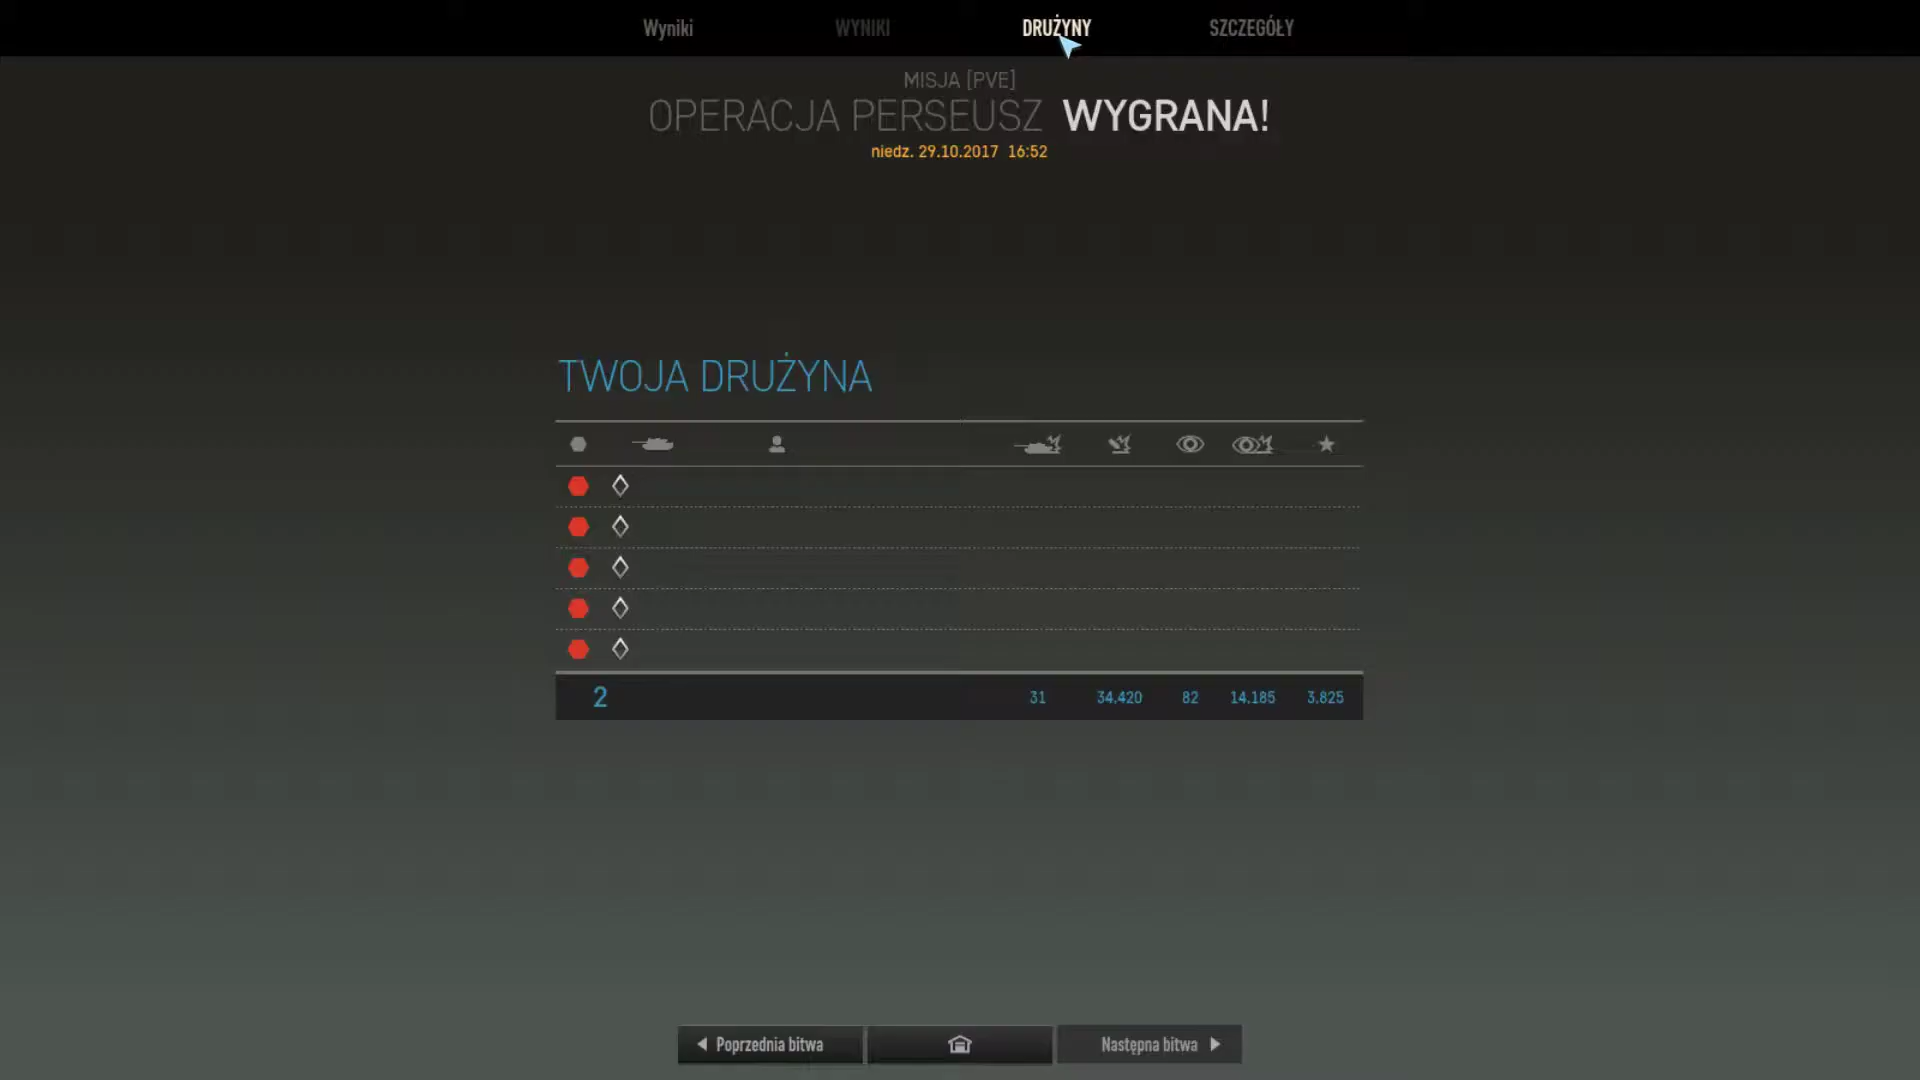 Wyniki WYNIKI DRUŻYNY SZCZEGÓŁY
MISJA [PVE]
OPERACJA PERSEUSZ WYGRANA!
niedz. 29.10.2017 16:52
TWOJA DRUŻYNA
2 31 34.420 82 14.185 3.825
Poprzednia bitwa Następna bitwa